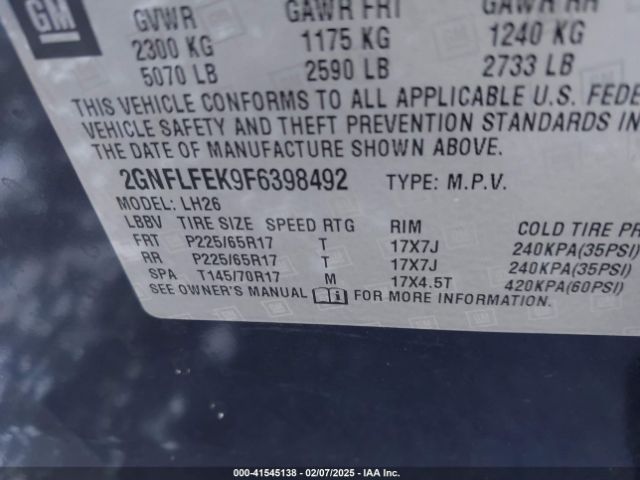 GM
GVWR GAWR FRT GAWR RR
2300 KG 1175 KG 1240 KG
5070 LB 2590 LB 2733 LB
THIS VEHICLE CONFORMS TO ALL APPLICABLE U.S. FEDE
VEHICLE SAFETY AND THEFT PREVENTION STANDARDS IN
THE DATE OF MANUFACTURE SHOWN ABOVE.
2GNFLFEK9F6398492 TYPE: M.P.V.
MODEL: LH26
LBBV TIRE SIZE SPEED RTG RIM COLD TIRE PR
FRT P225/65R17 T 17X7J 240KPA(35PSI)
RR P225/65R17 T 17X7J 240KPA(35PSI)
SPA T145/70R17 M 17X4.5T 420KPA(60PSI)
SEE OWNER'S MANUAL FOR MORE INFORMATION.
000-41545138 - 02/07/2025 - IAA Inc.